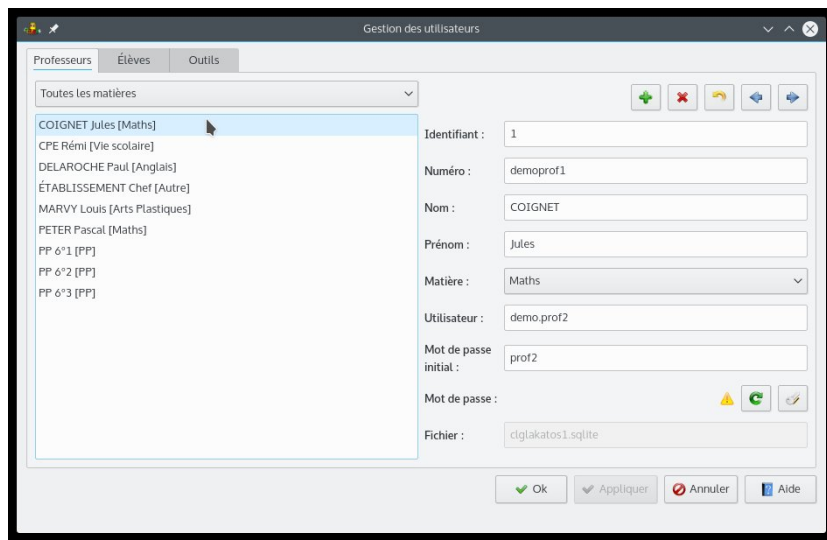 Gestion des utilisateurs
Professeurs Élèves Outils
Toutes les matières
COIGNET Jules [Maths]
CPE Rémi [Vie scolaire]
DELAROCHE Paul [Anglais]
ÉTABLISSEMENT Chef [Autre]
MARVY Louis [Arts Plastiques]
PETER Pascal [Maths]
PP 6°1 [PP]
PP 6°2 [PP]
PP 6°3 [PP]
Identifiant : 1
Numéro : demoprof1
Nom : COIGNET
Prénom : Jules
Matière : Maths
Utilisateur : demo.prof2
Mot de passe
initial : prof2
Mot de passe :
Fichier : clglakatos1.sqlite
Ok Appliquer Annuler Aide